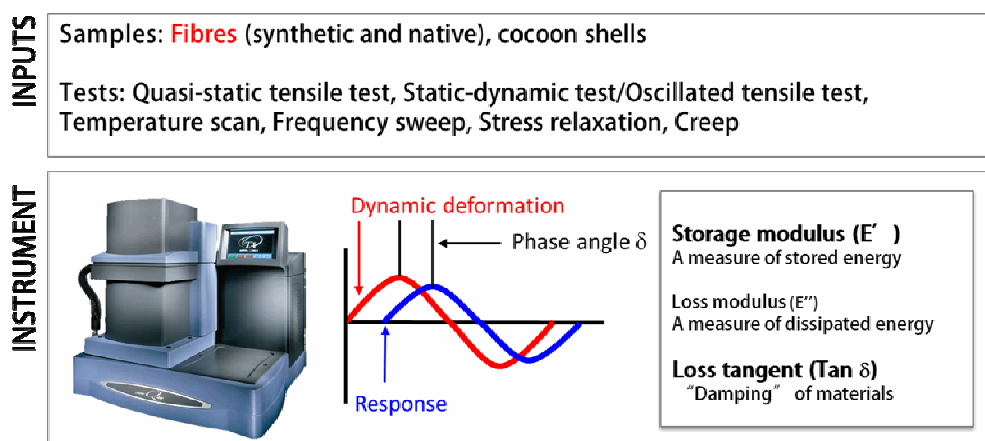 INPUTS
Samples: Fibres (synthetic and native), cocoon shells
Tests: Quasi-static tensile test, Static-dynamic test/Oscillated tensile test,
Temperature scan, Frequency sweep, Stress relaxation, Creep
INSTRUMENT
Dynamic deformation
Phase angle δ
Response
Storage modulus (E′ )
A measure of stored energy
Loss modulus (E″)
A measure of dissipated energy
Loss tangent (Tan δ)
“Damping” of materials